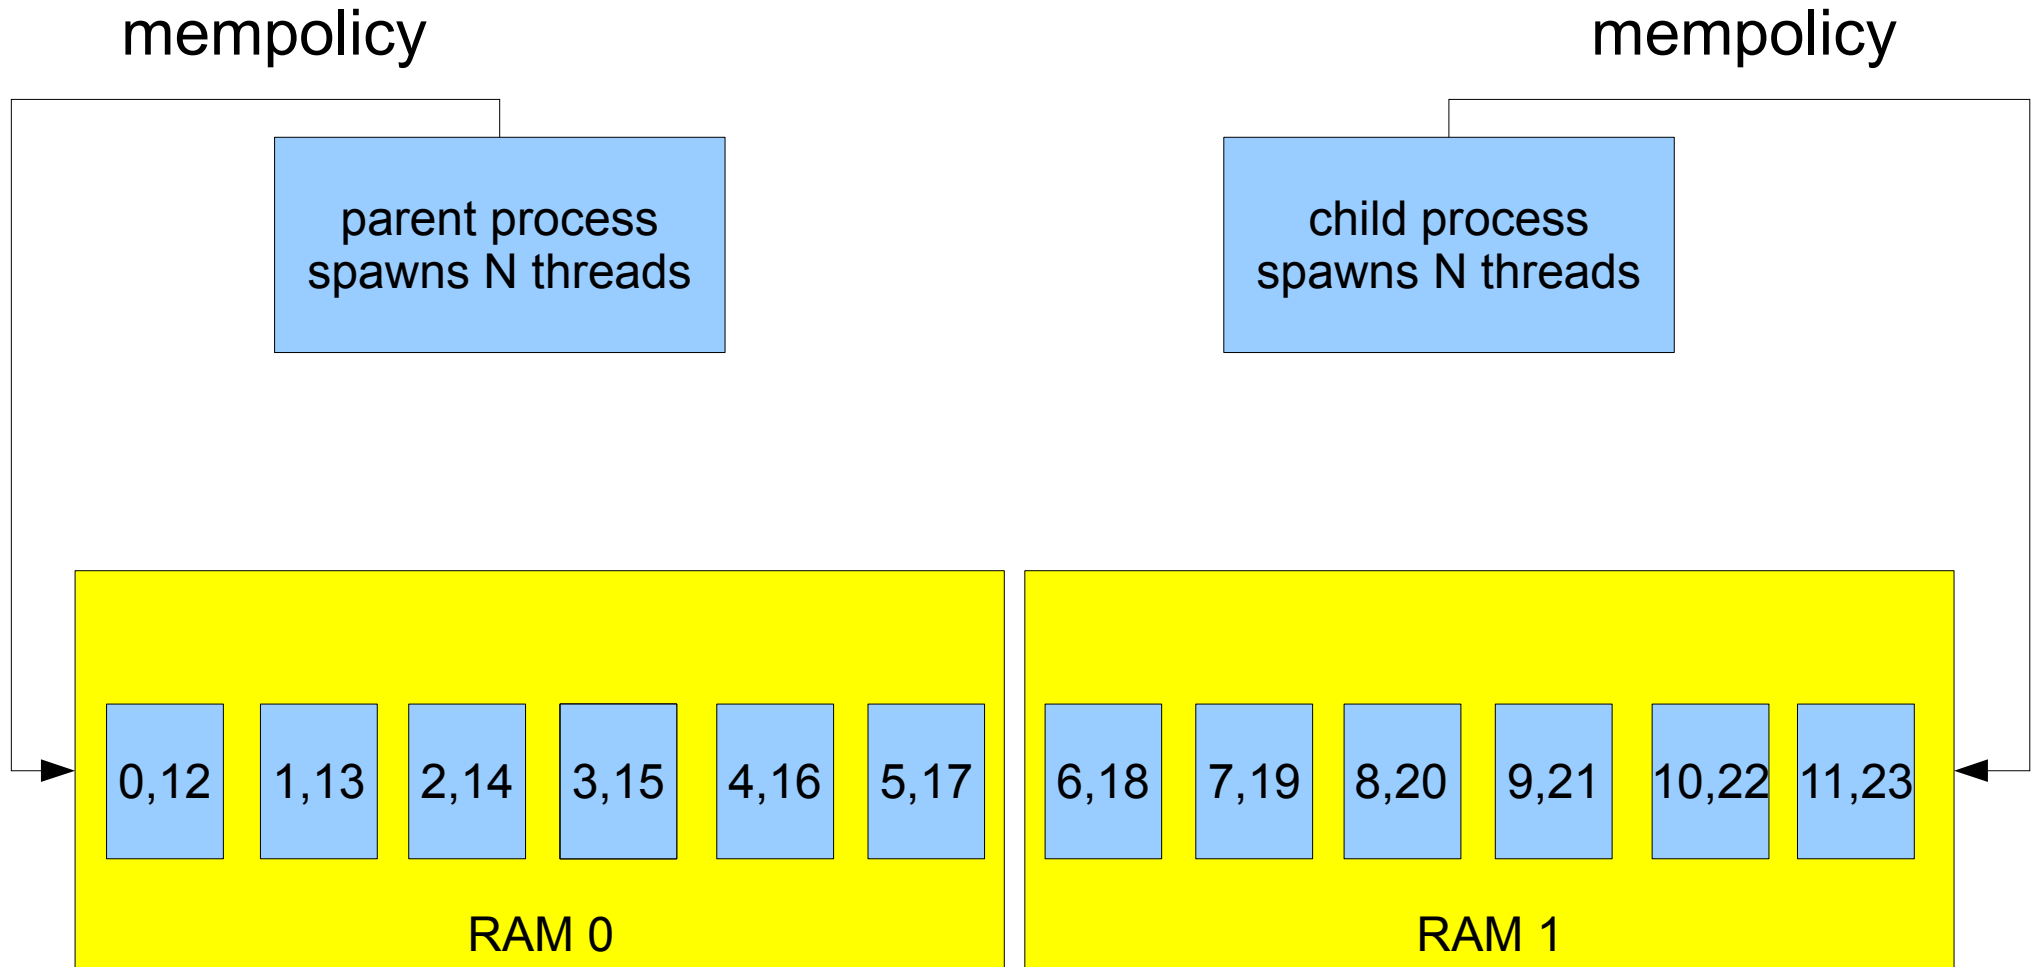 mempolicy
mempolicy
parent process
spawns N threads
child process
spawns N threads
0,12
1,13
2,14
3,15
4,16
5,17
6,18
7,19
8,20
9,21
10,22
11,23
RAM 0
RAM 1